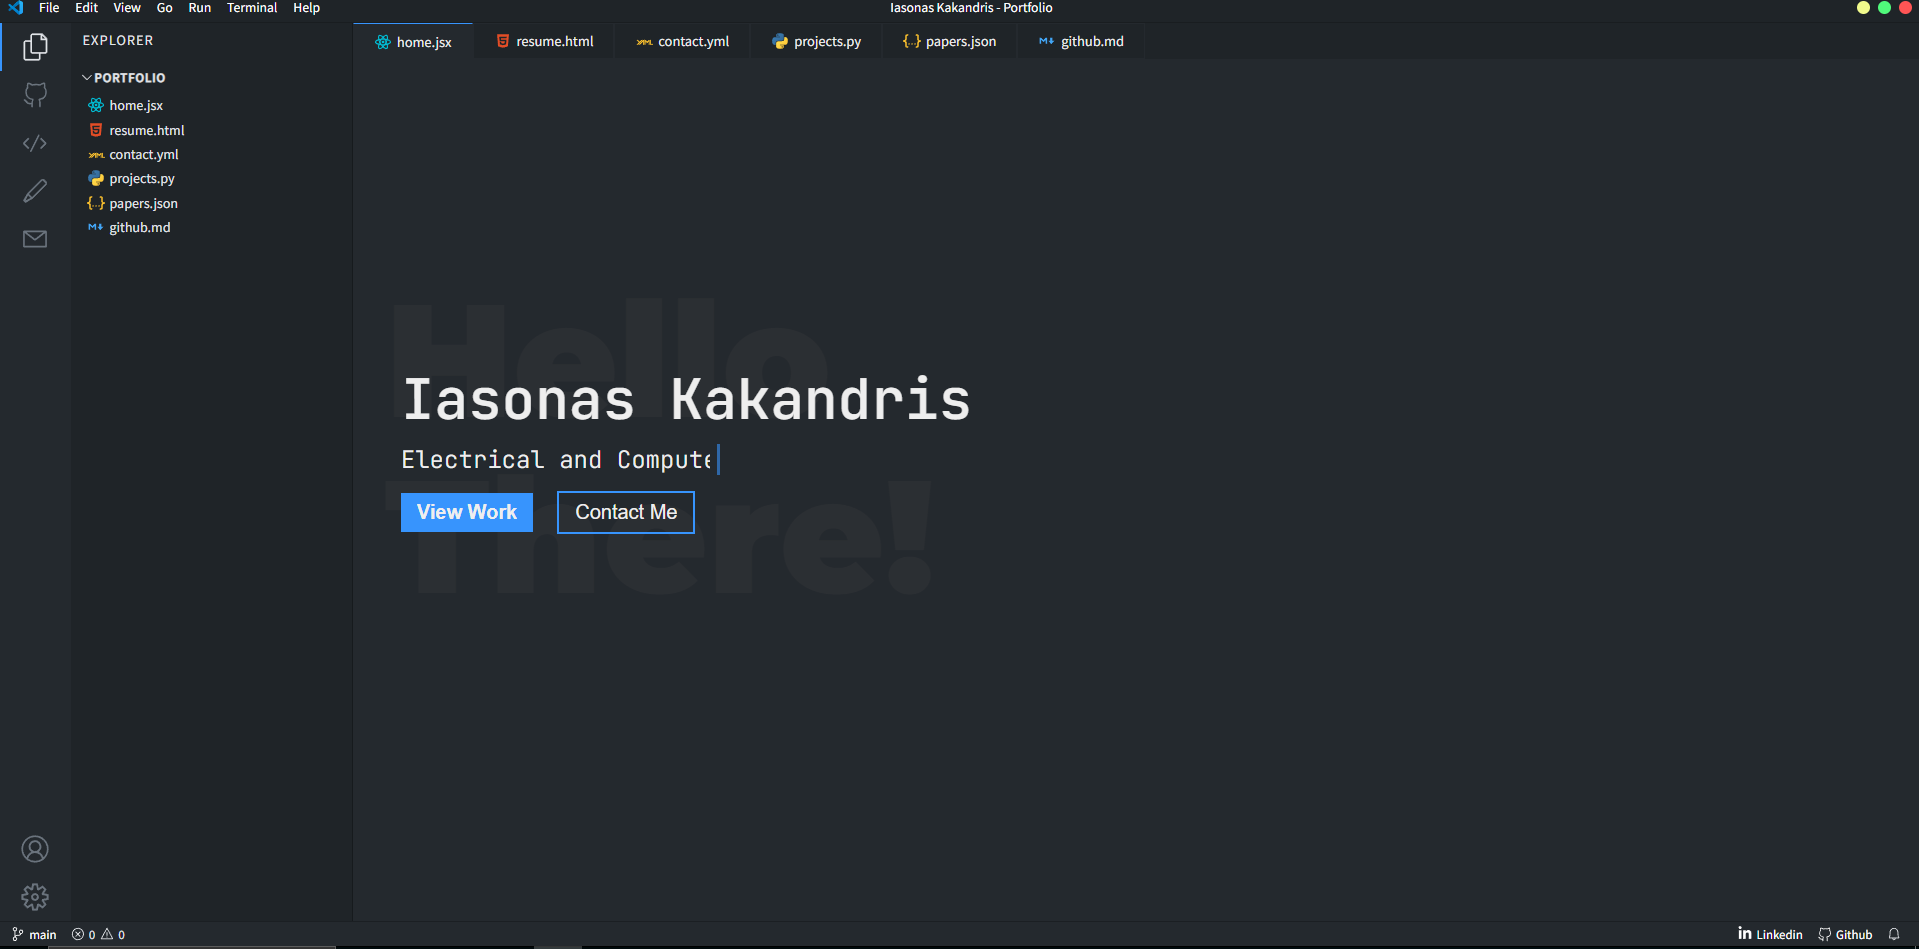 File Edit View Go Run Terminal Help
Iasonas Kakandris - Portfolio
EXPLORER
PORTFOLIO
home.jsx
resume.html
contact.yml
projects.py
papers.json
github.md
home.jsx resume.html contact.yml projects.py papers.json github.md
Hello
There!
Iasonas Kakandris
Electrical and Compute
View Work Contact Me
main 0 0
Linkedin Github